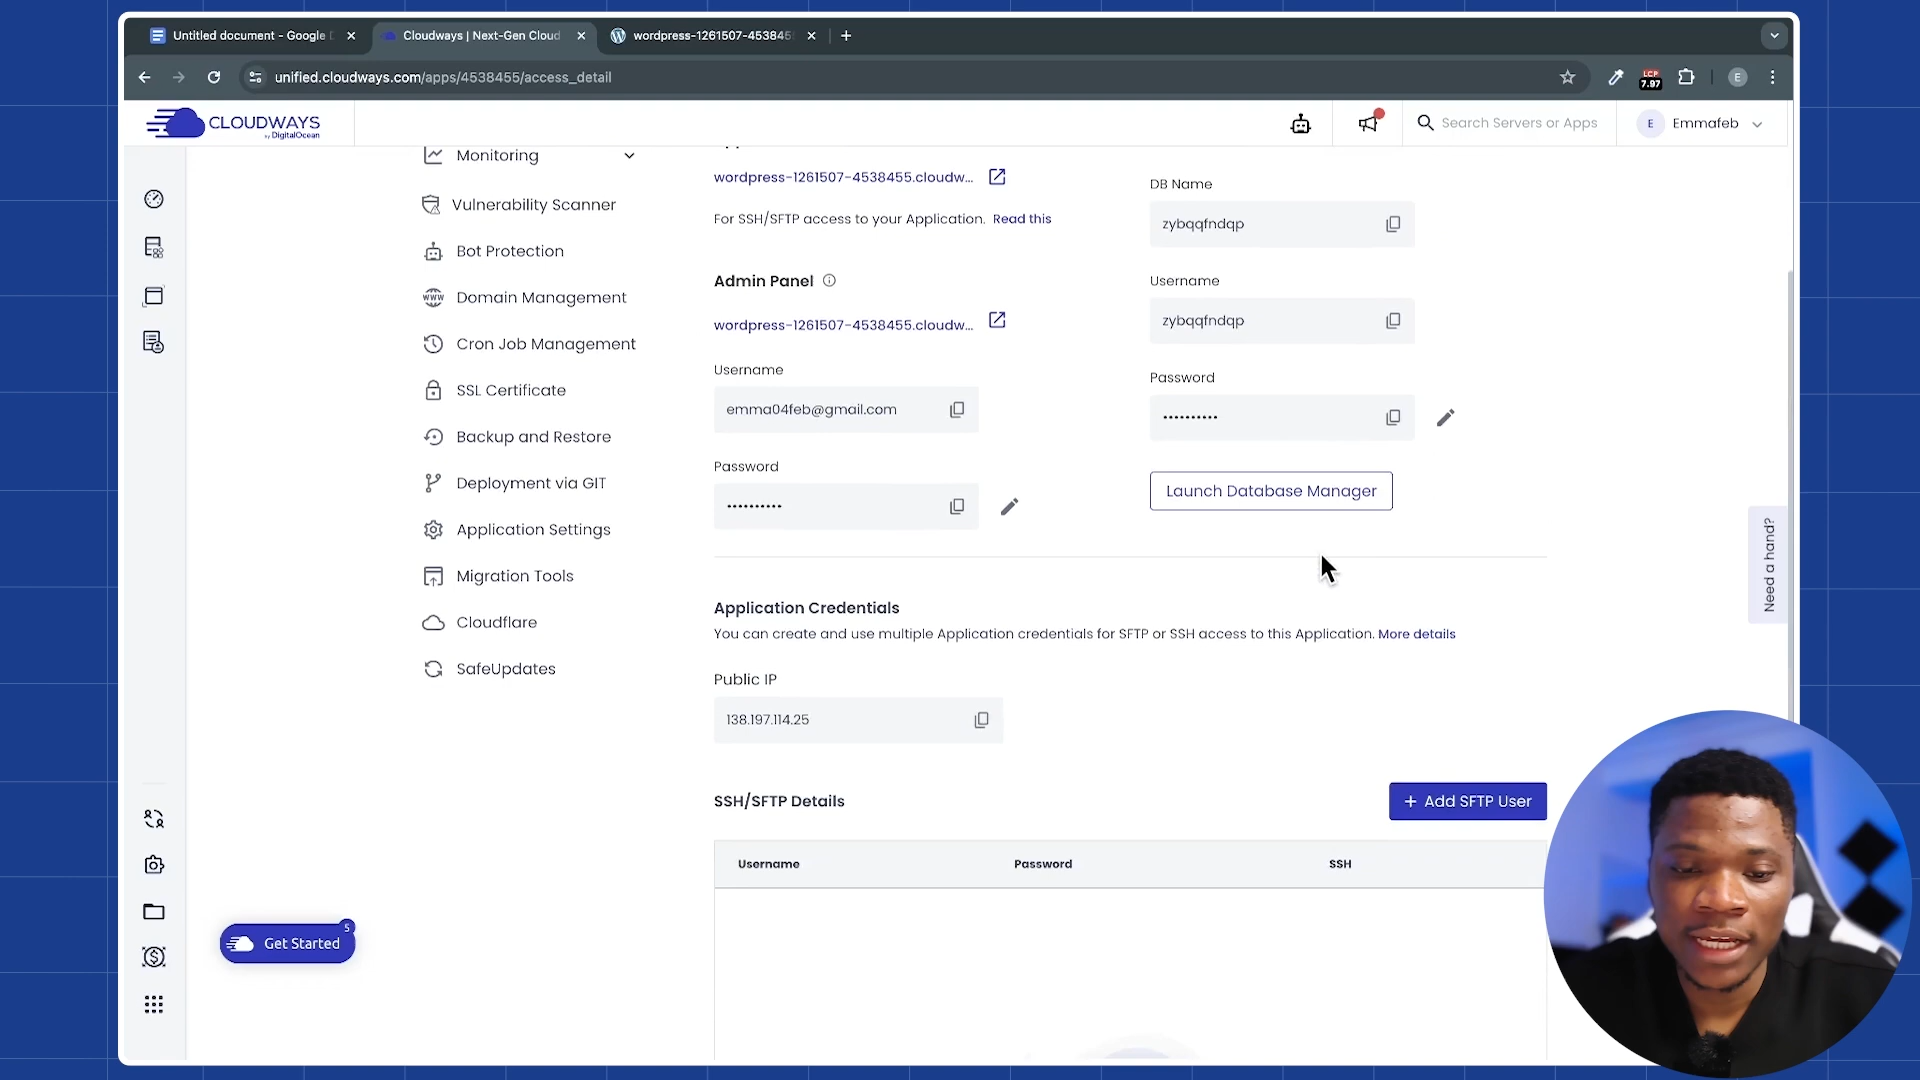 Untitled document - Google
Cloudways | Next-Gen Cloud
wordpress-1261507-453845
unified.cloudways.com/apps/4538455/access_detail
LCP
7.97
E
CLOUDWAYS
by DigitalOcean
Search Servers or Apps
E
Emmafeb
Monitoring
Vulnerability Scanner
Bot Protection
Domain Management
Cron Job Management
SSL Certificate
Backup and Restore
Deployment via GIT
Application Settings
Migration Tools
Cloudflare
SafeUpdates
wordpress-1261507-4538455.cloudw...
For SSH/SFTP access to your Application. Read this
Admin Panel
wordpress-1261507-4538455.cloudw...
Username
emma04feb@gmail.com
Password
••••••••••
DB Name
zybqqfndqp
Username
zybqqfndqp
Password
••••••••••
Launch Database Manager
Application Credentials
You can create and use multiple Application credentials for SFTP or SSH access to this Application. More details
Public IP
138.197.114.25
SSH/SFTP Details
+ Add SFTP User
Username
Password
SSH
Get Started
5
Need a hand?